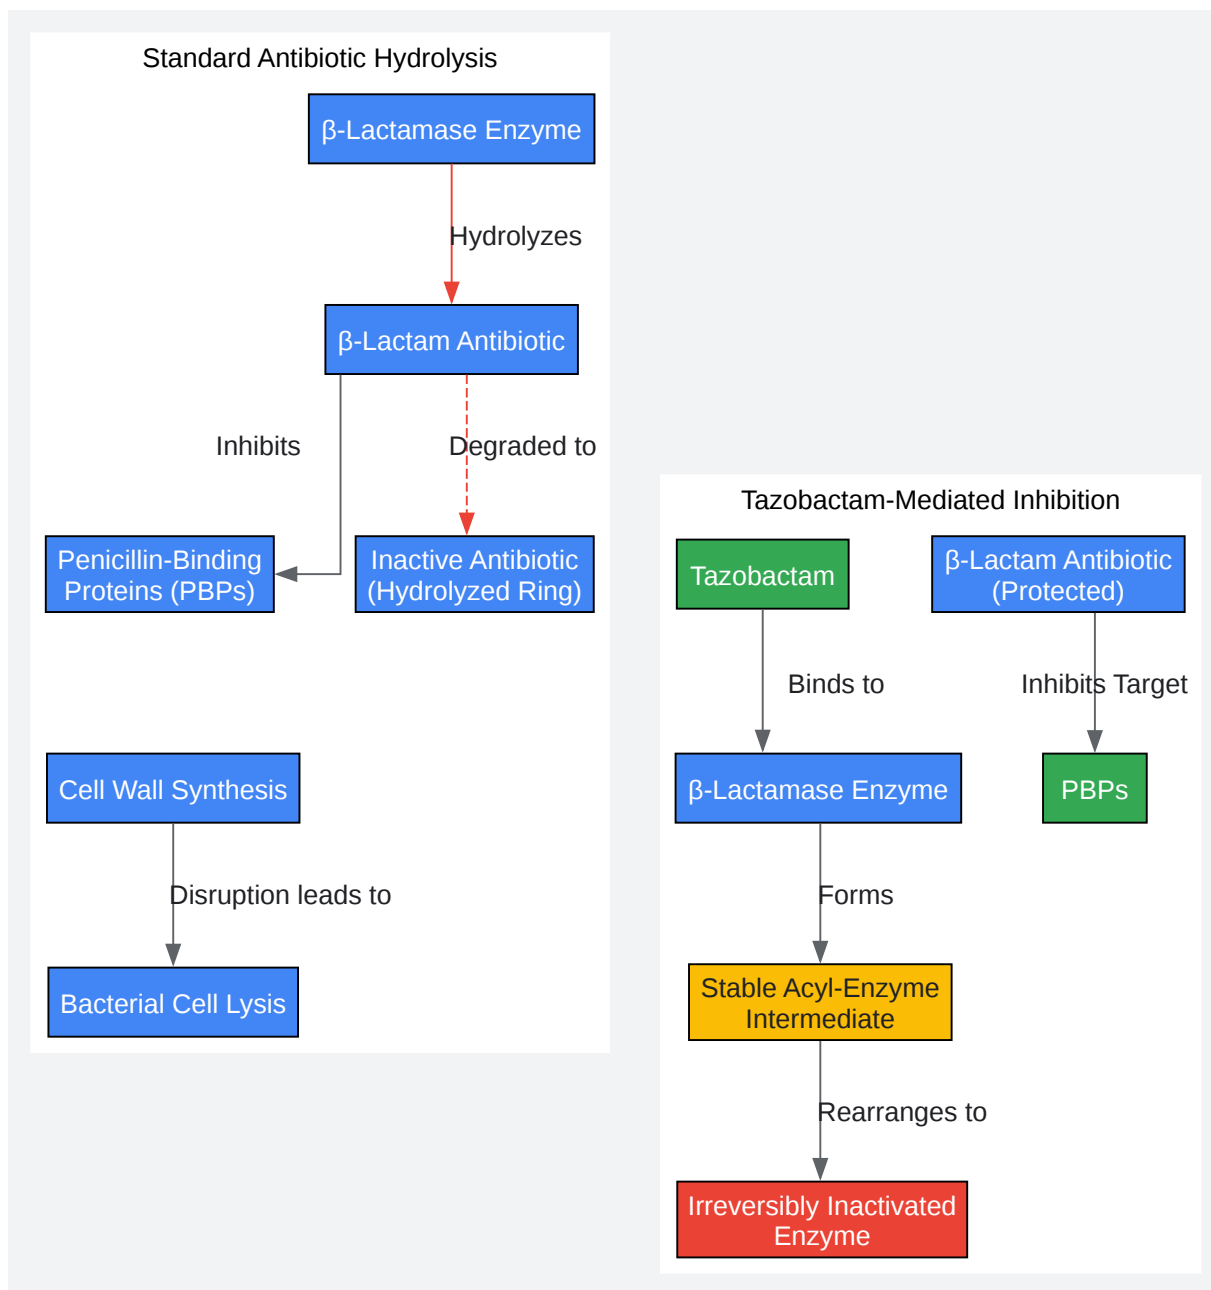 Standard Antibiotic Hydrolysis
β-Lactamase Enzyme
Hydrolyzes
β-Lactam Antibiotic
Inhibits
Degraded to
Penicillin-Binding
Proteins (PBPs)
Inactive Antibiotic
(Hydrolyzed Ring)
Cell Wall Synthesis
Disruption leads to
Bacterial Cell Lysis
Tazobactam-Mediated Inhibition
Tazobactam
β-Lactam Antibiotic
(Protected)
Binds to
Inhibits Target
β-Lactamase Enzyme
PBPs
Forms
Stable Acyl-Enzyme
Intermediate
Rearranges to
Irreversibly Inactivated
Enzyme